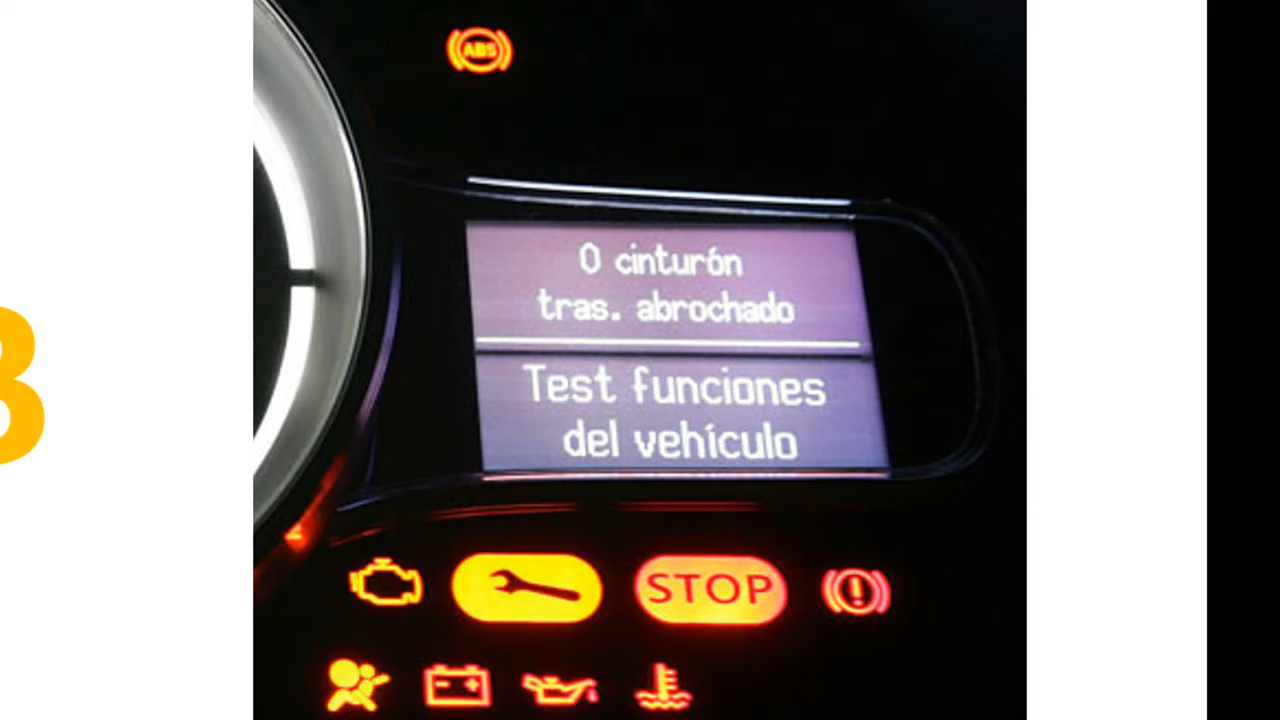 ABS
0 cinturón
tras. abrochado
Test funciones
del vehículo
STOP